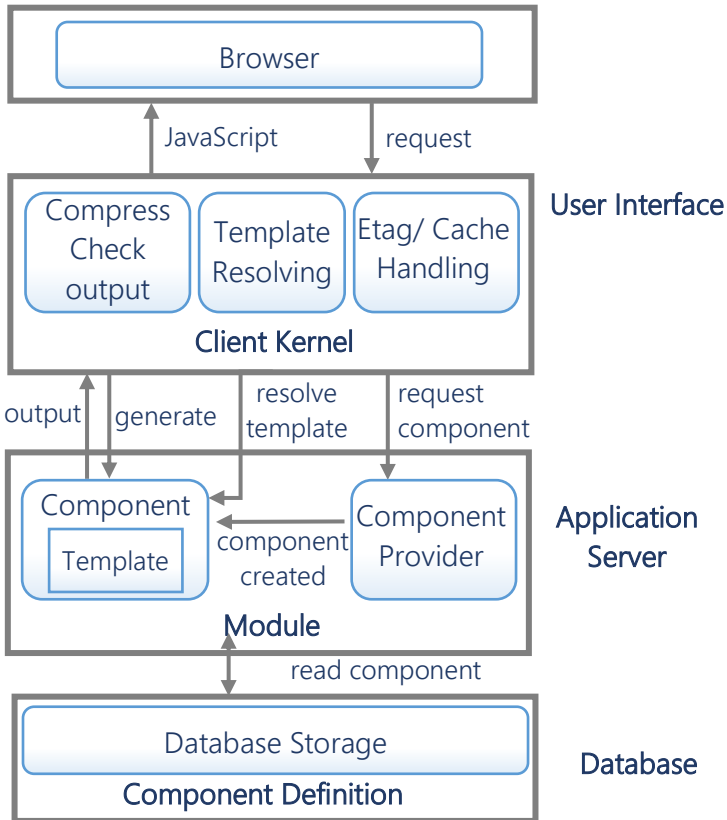 Browser
JavaScript
request
User Interface
Compress
Check
output
Template
Resolving
Etag/ Cache
Handling
Client Kernel
output
generate
resolve
template
request
component
Component
Template
component
created
Component
Provider
Application
Server
Module
read component
Database Storage
Component Definition
Database